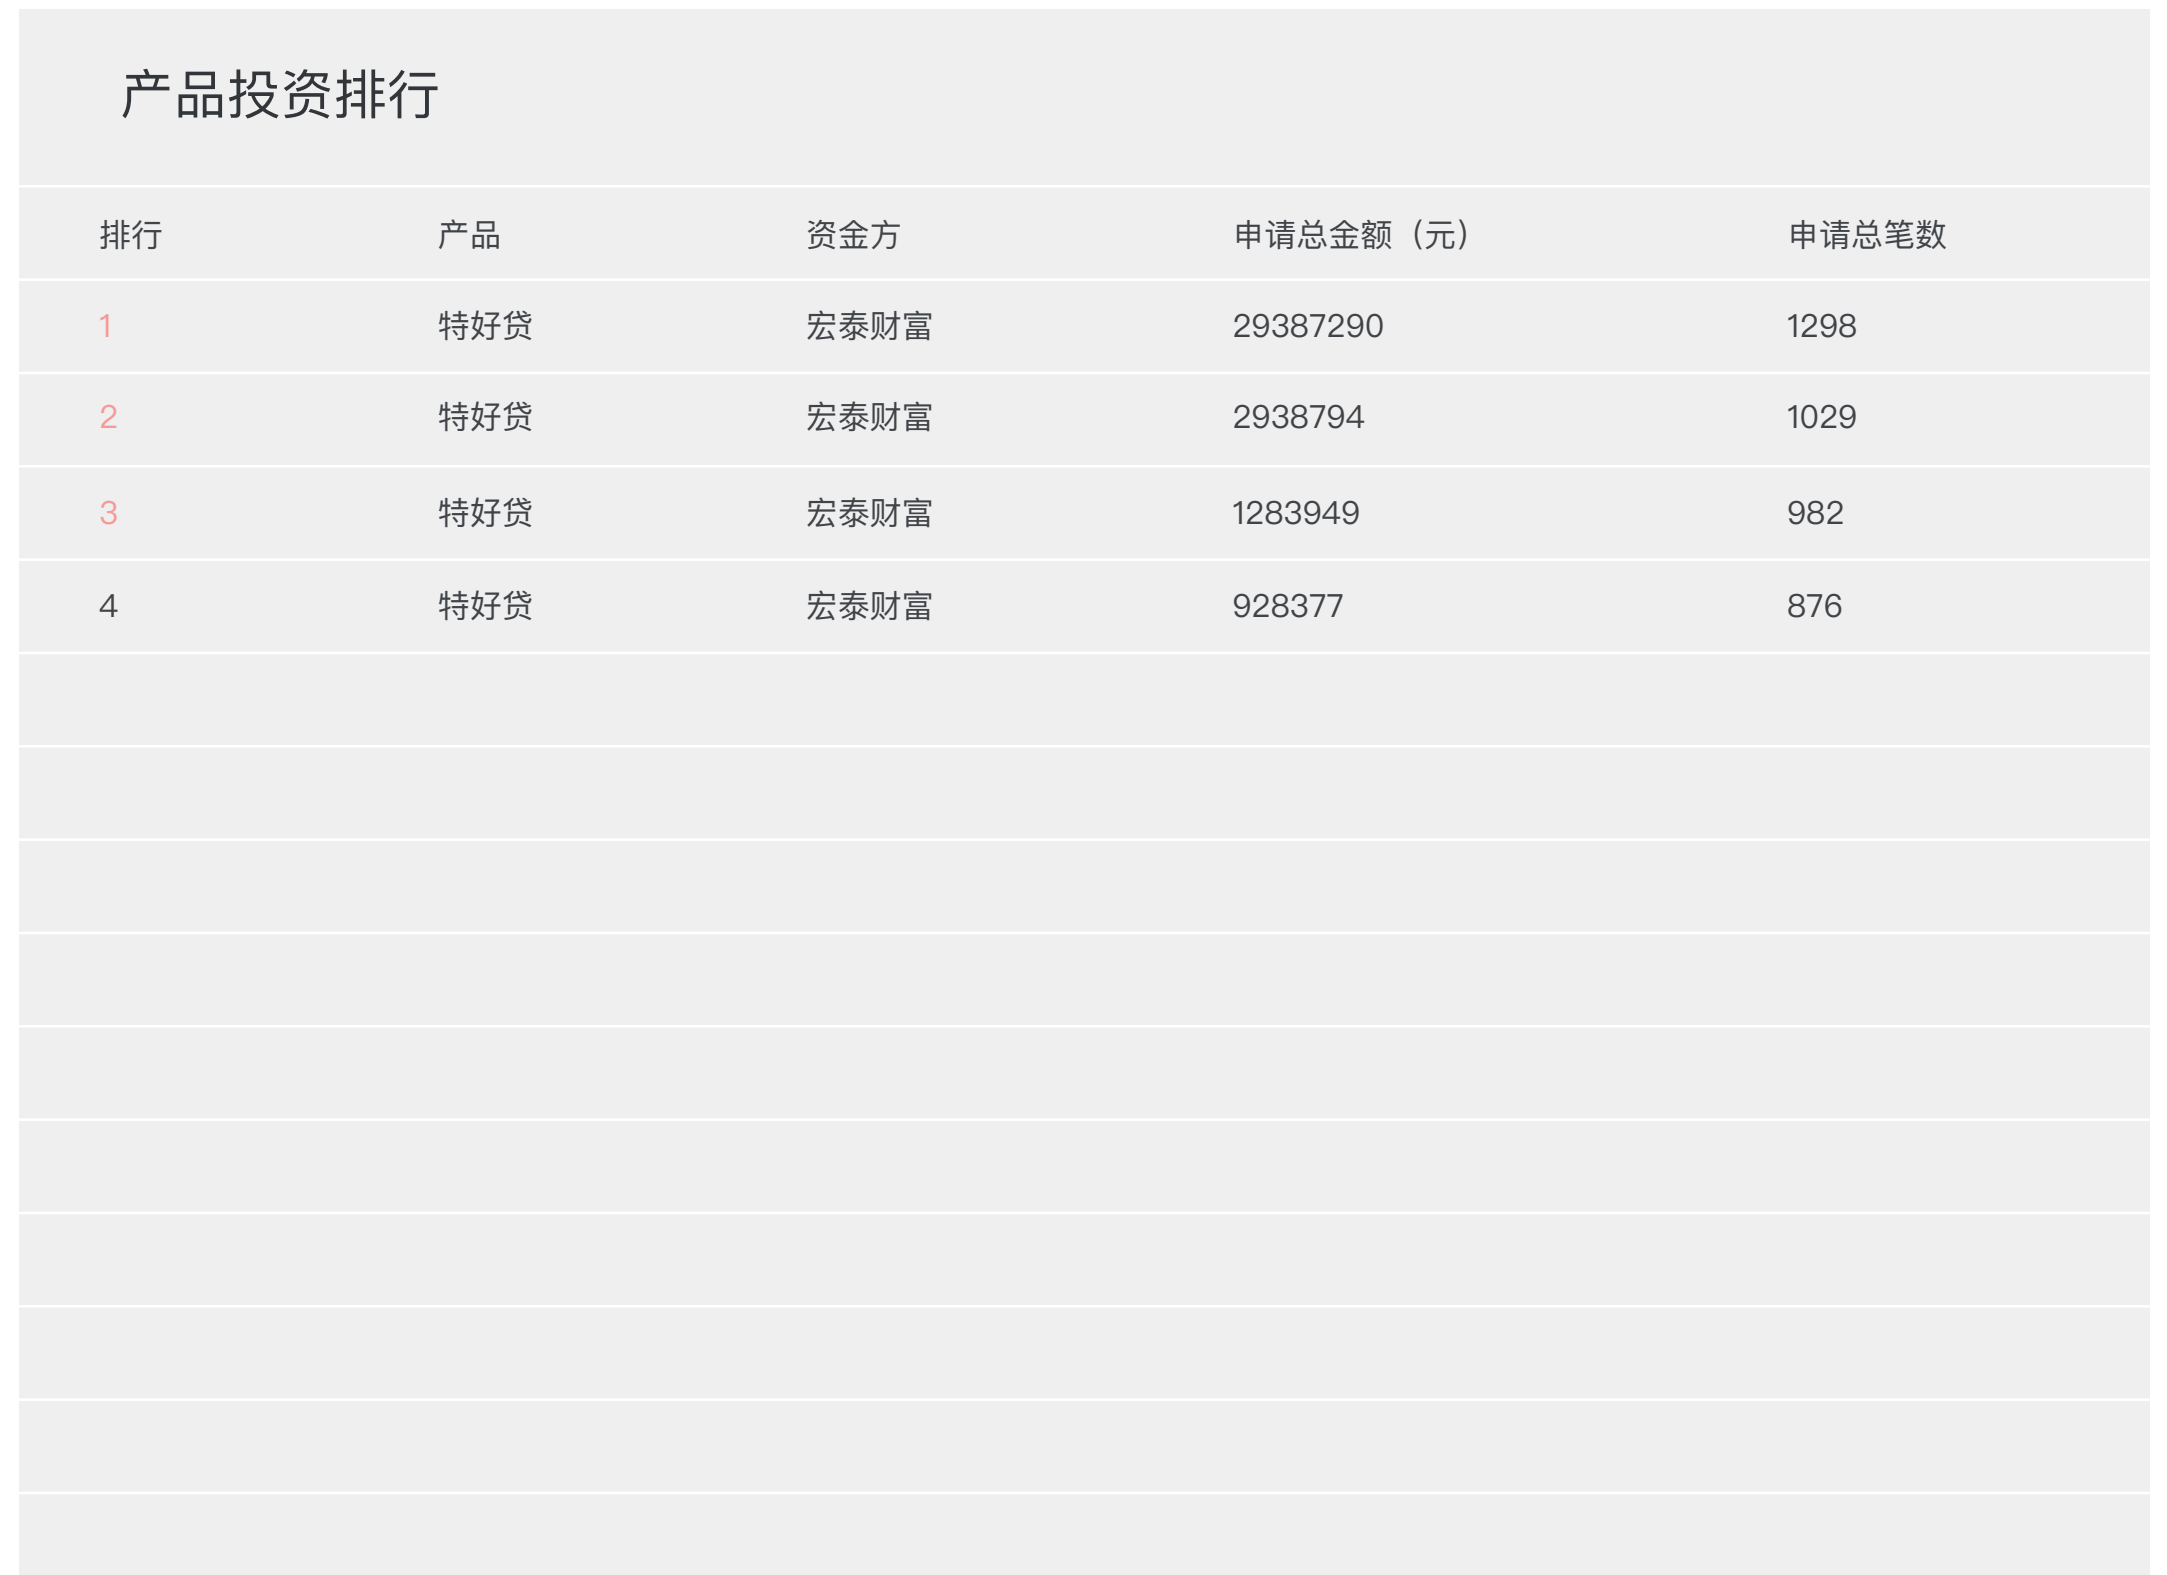 产品投资排行
排行 产品 资金方 申请总金额（元） 申请总笔数
1 特好贷 宏泰财富 29387290 1298
2 特好贷 宏泰财富 2938794 1029
3 特好贷 宏泰财富 1283949 982
4 特好贷 宏泰财富 928377 876